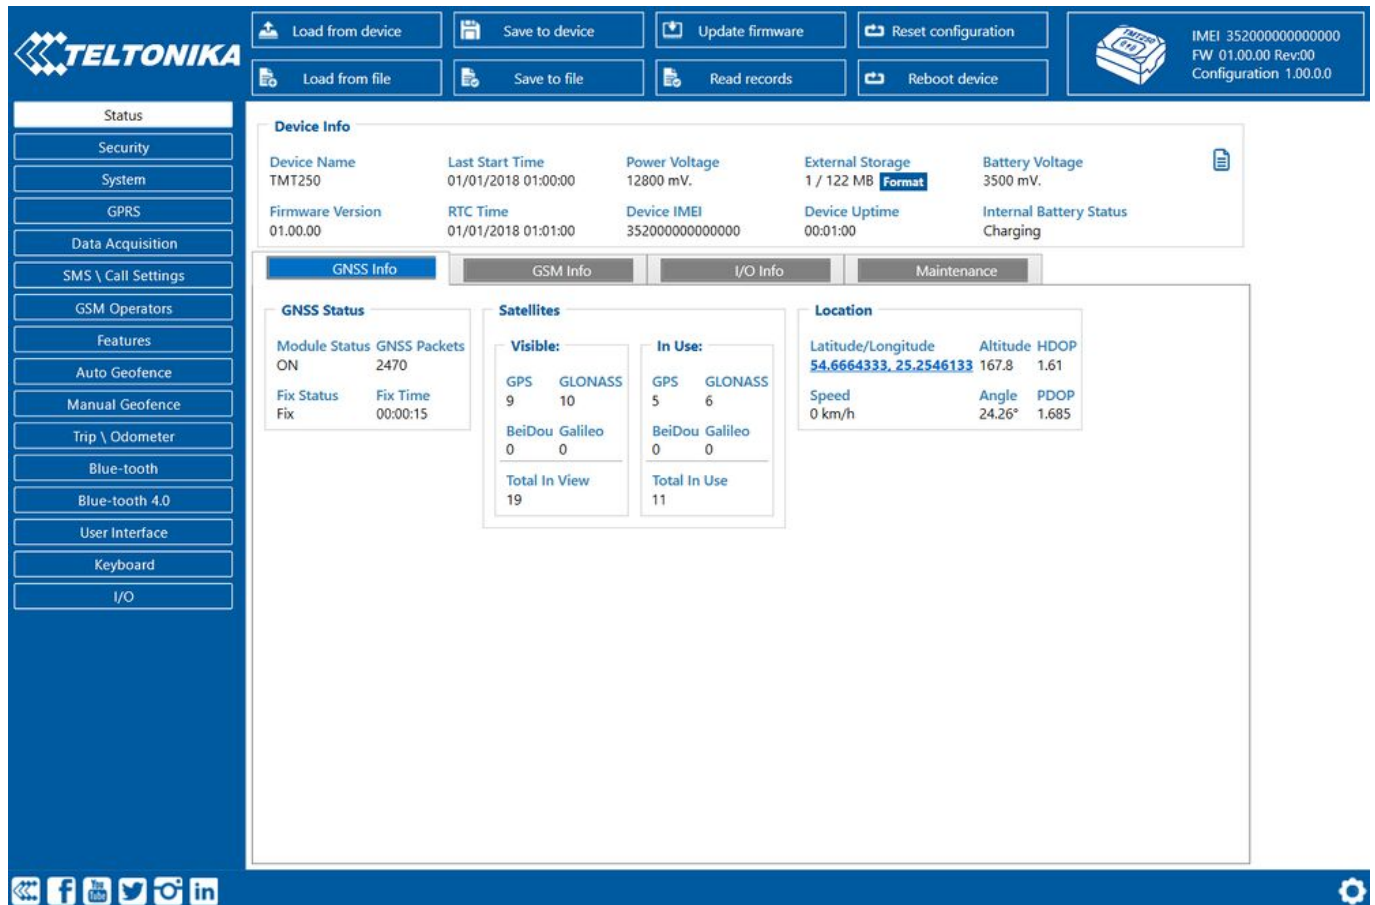 TELTONIKA
Load from device
Save to device
Update firmware
Reset configuration
Load from file
Save to file
Read records
Reboot device
IMEI 352000000000000
FW 01.00.00 Rev:00
Configuration 1.00.0.0
Status
Security
System
GPRS
Data Acquisition
SMS \ Call Settings
GSM Operators
Features
Auto Geofence
Manual Geofence
Trip \ Odometer
Blue-tooth
Blue-tooth 4.0
User Interface
Keyboard
I/O
Device Info
Device Name Last Start Time Power Voltage External Storage Battery Voltage
TMT250 01/01/2018 01:00:00 12800 mV. 1 / 122 MB Format 3500 mV.
Firmware Version RTC Time Device IMEI Device Uptime Internal Battery Status
01.00.00 01/01/2018 01:01:00 352000000000000 00:01:00 Charging
GNSS Info GSM Info I/O Info Maintenance
GNSS Status
Module Status GNSS Packets
ON 2470
Fix Status Fix Time
Fix 00:00:15
Satellites
Visible:
GPS GLONASS
9 10
BeiDou Galileo
0 0
Total In View
19
In Use:
GPS GLONASS
5 6
BeiDou Galileo
0 0
Total In Use
11
Location
Latitude/Longitude Altitude HDOP
54.6664333, 25.2546133 167.8 1.61
Speed Angle PDOP
0 km/h 24.26° 1.685
You
Tube
in